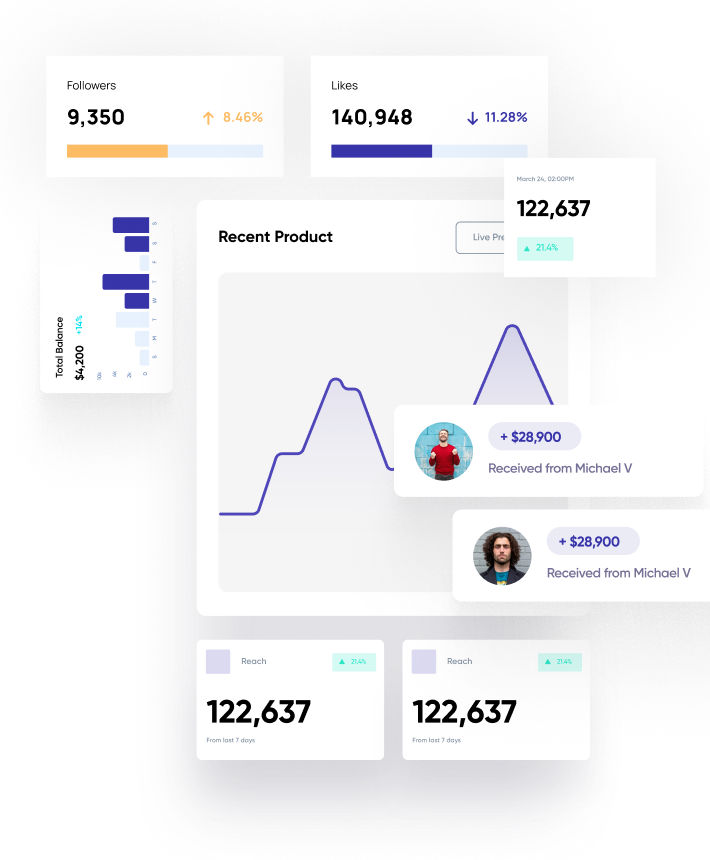 Followers
9,350
8.46%
Likes
140,948
11.28%
March 24, 02:00PM
122,637
21.4%
Recent Product
Live Pre
Total Balance
$4,200 +14%
10k
4k
2k
0
S
M
T
W
T
F
S
S
+ $28,900
Received from Michael V
+ $28,900
Received from Michael V
Reach
21.4%
122,637
From last 7 days
Reach
21.4%
122,637
From last 7 days